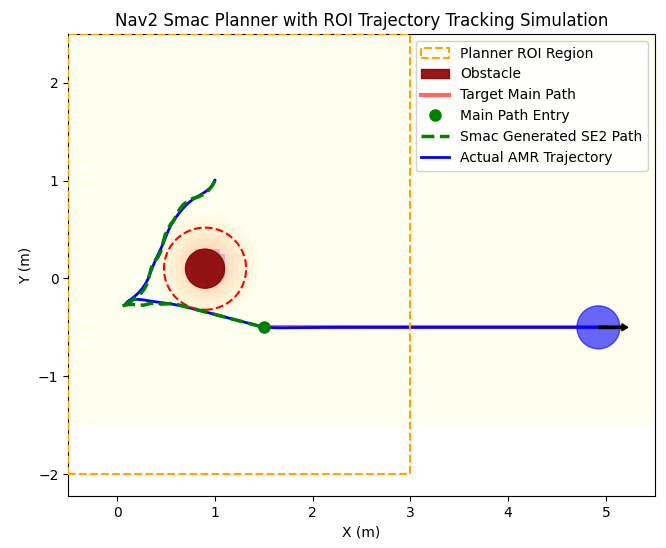 Nav2 Smac Planner with ROI Trajectory Tracking Simulation
Planner ROI Region
Obstacle
Target Main Path
Main Path Entry
Smac Generated SE2 Path
Actual AMR Trajectory
2
1
0
−1
−2
Y (m)
0
1
2
3
4
5
X (m)